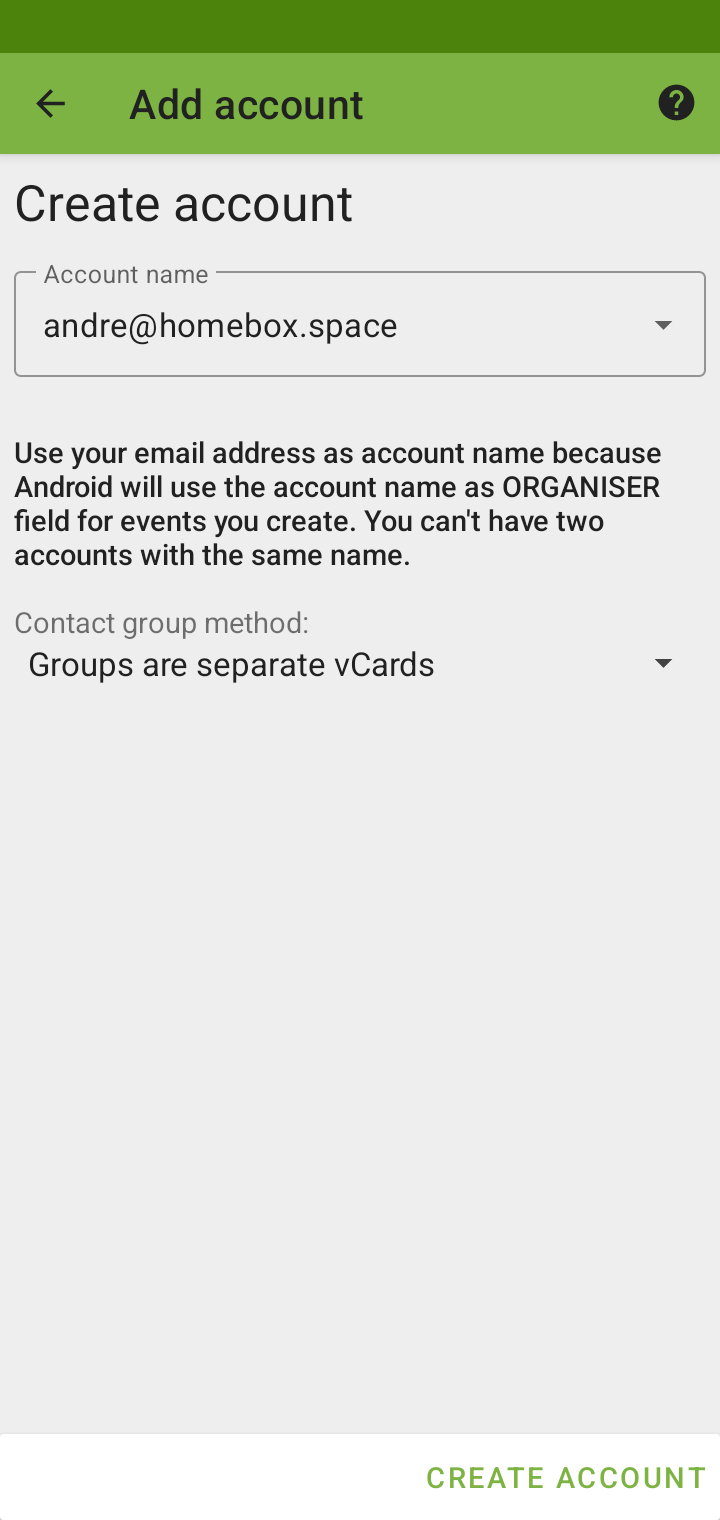 Add account
Create account
Account name
andre@homebox.space
Use your email address as account name because
Android will use the account name as ORGANISER
field for events you create. You can't have two
accounts with the same name.
Contact group method:
Groups are separate vCards
CREATE ACCOUNT